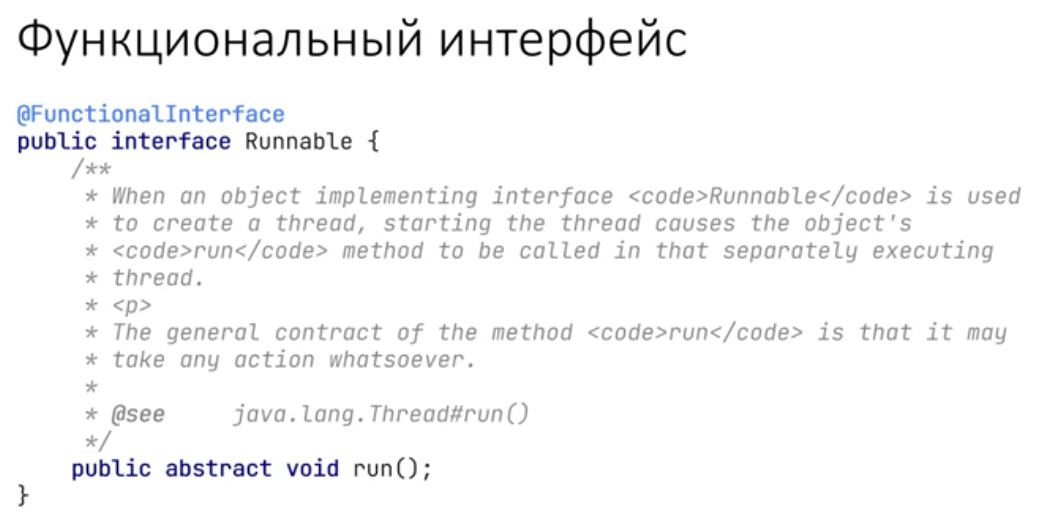 Функциональный интерфейс
@FunctionalInterface
public interface Runnable {
/**
* When an object implementing interface <code>Runnable</code> is used
* to create a thread, starting the thread causes the object's
* <code>run</code> method to be called in that separately executing
* thread.
* <p>
* The general contract of the method <code>run</code> is that it may
* take any action whatsoever.
*
* @see     java.lang.Thread#run()
*/
public abstract void run();
}